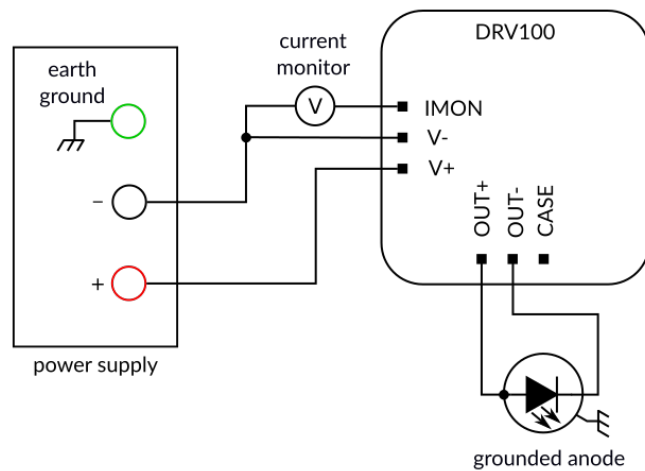 DRV100
current
monitor
V
IMON
V-
V+
earth
ground
−
+
power supply
OUT+
OUT-
CASE
grounded anode